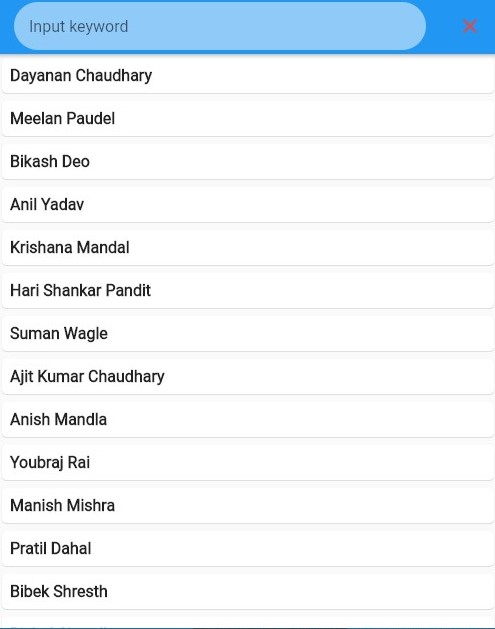 Input keyword
Dayanan Chaudhary
Meelan Paudel
Bikash Deo
Anil Yadav
Krishana Mandal
Hari Shankar Pandit
Suman Wagle
Ajit Kumar Chaudhary
Anish Mandla
Youbraj Rai
Manish Mishra
Pratil Dahal
Bibek Shresth